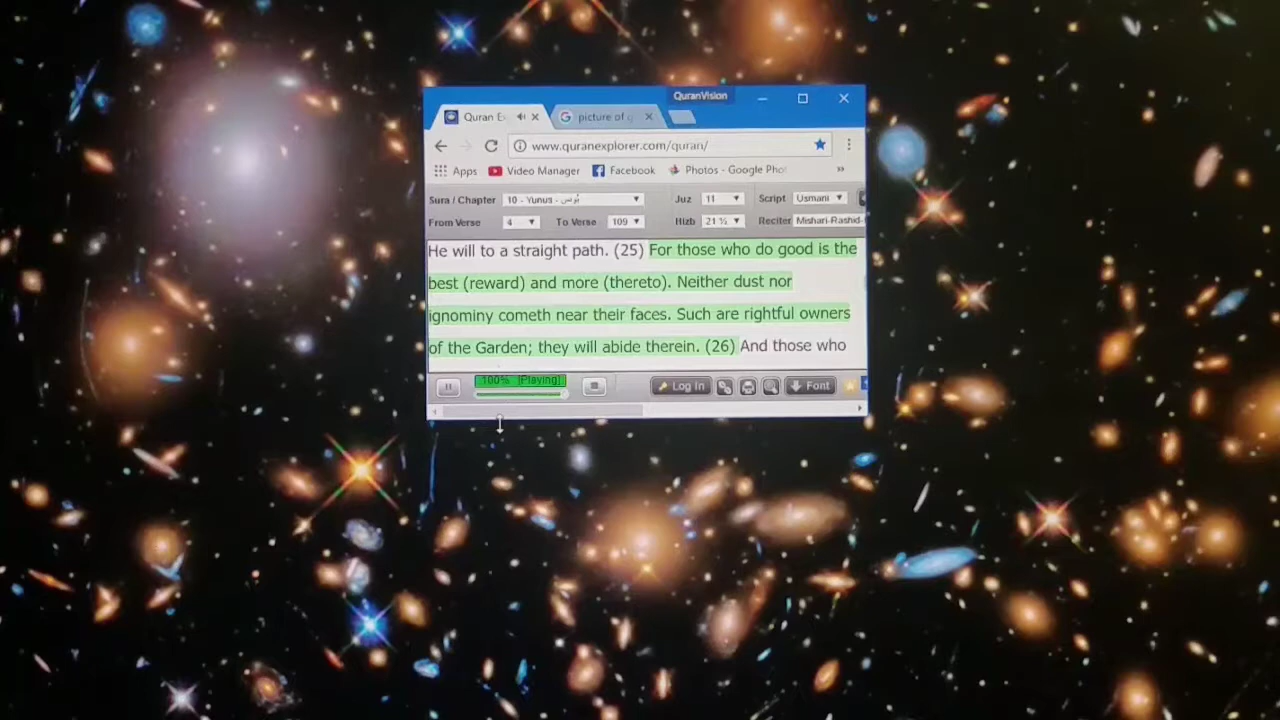 QuranVision
Quran Ex
picture of g
www.quranexplorer.com/quran/
Apps Video Manager Facebook Photos - Google Pho »
Sura / Chapter 10 - Yunus - يُونس Juz 11 Script Usmani
From Verse 4 To Verse 109 Hizb 21 ½ Reciter Mishari-Rashid-
He will to a straight path. (25) For those who do good is the
best (reward) and more (thereto). Neither dust nor
ignominy cometh near their faces. Such are rightful owners
of the Garden; they will abide therein. (26) And those who
100% [Playing] Log In Font